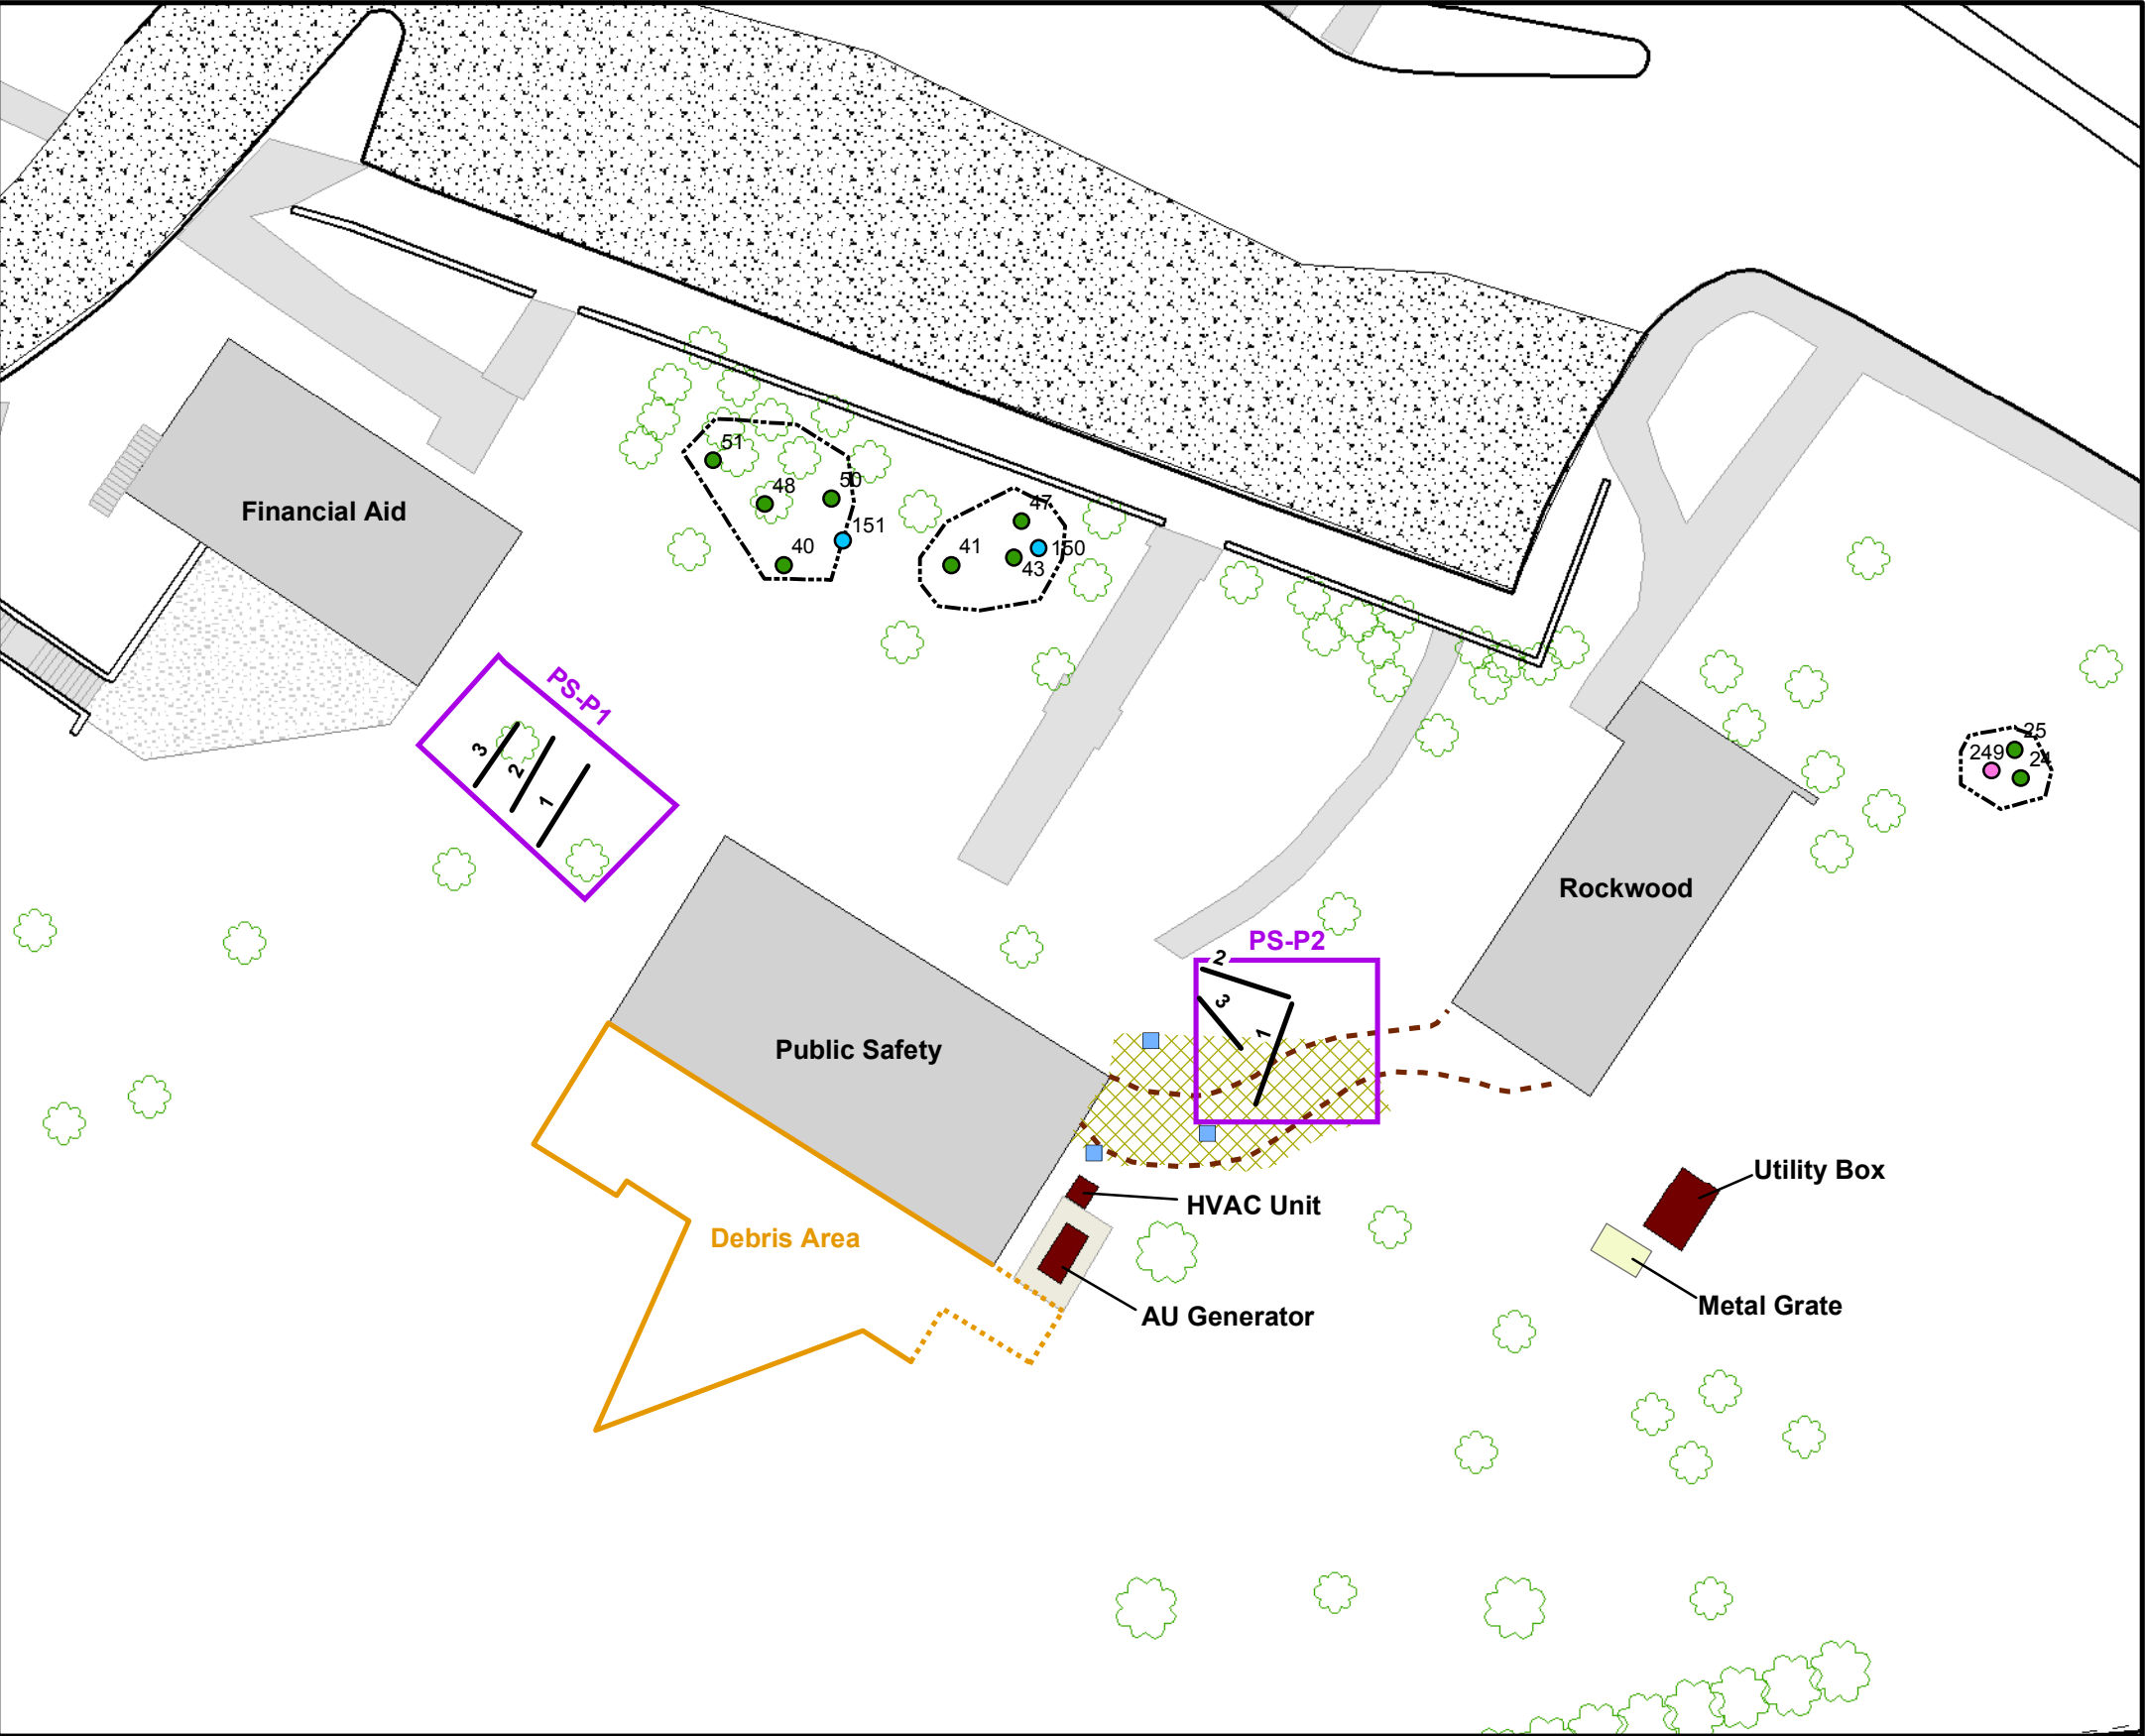 51
48
50
151
40
47
41
150
43
Financial Aid
PS-P1
3
2
1
25
249
24
Rockwood
PS-P2
2
3
1
Public Safety
Utility Box
HVAC Unit
Debris Area
Metal Grate
AU Generator